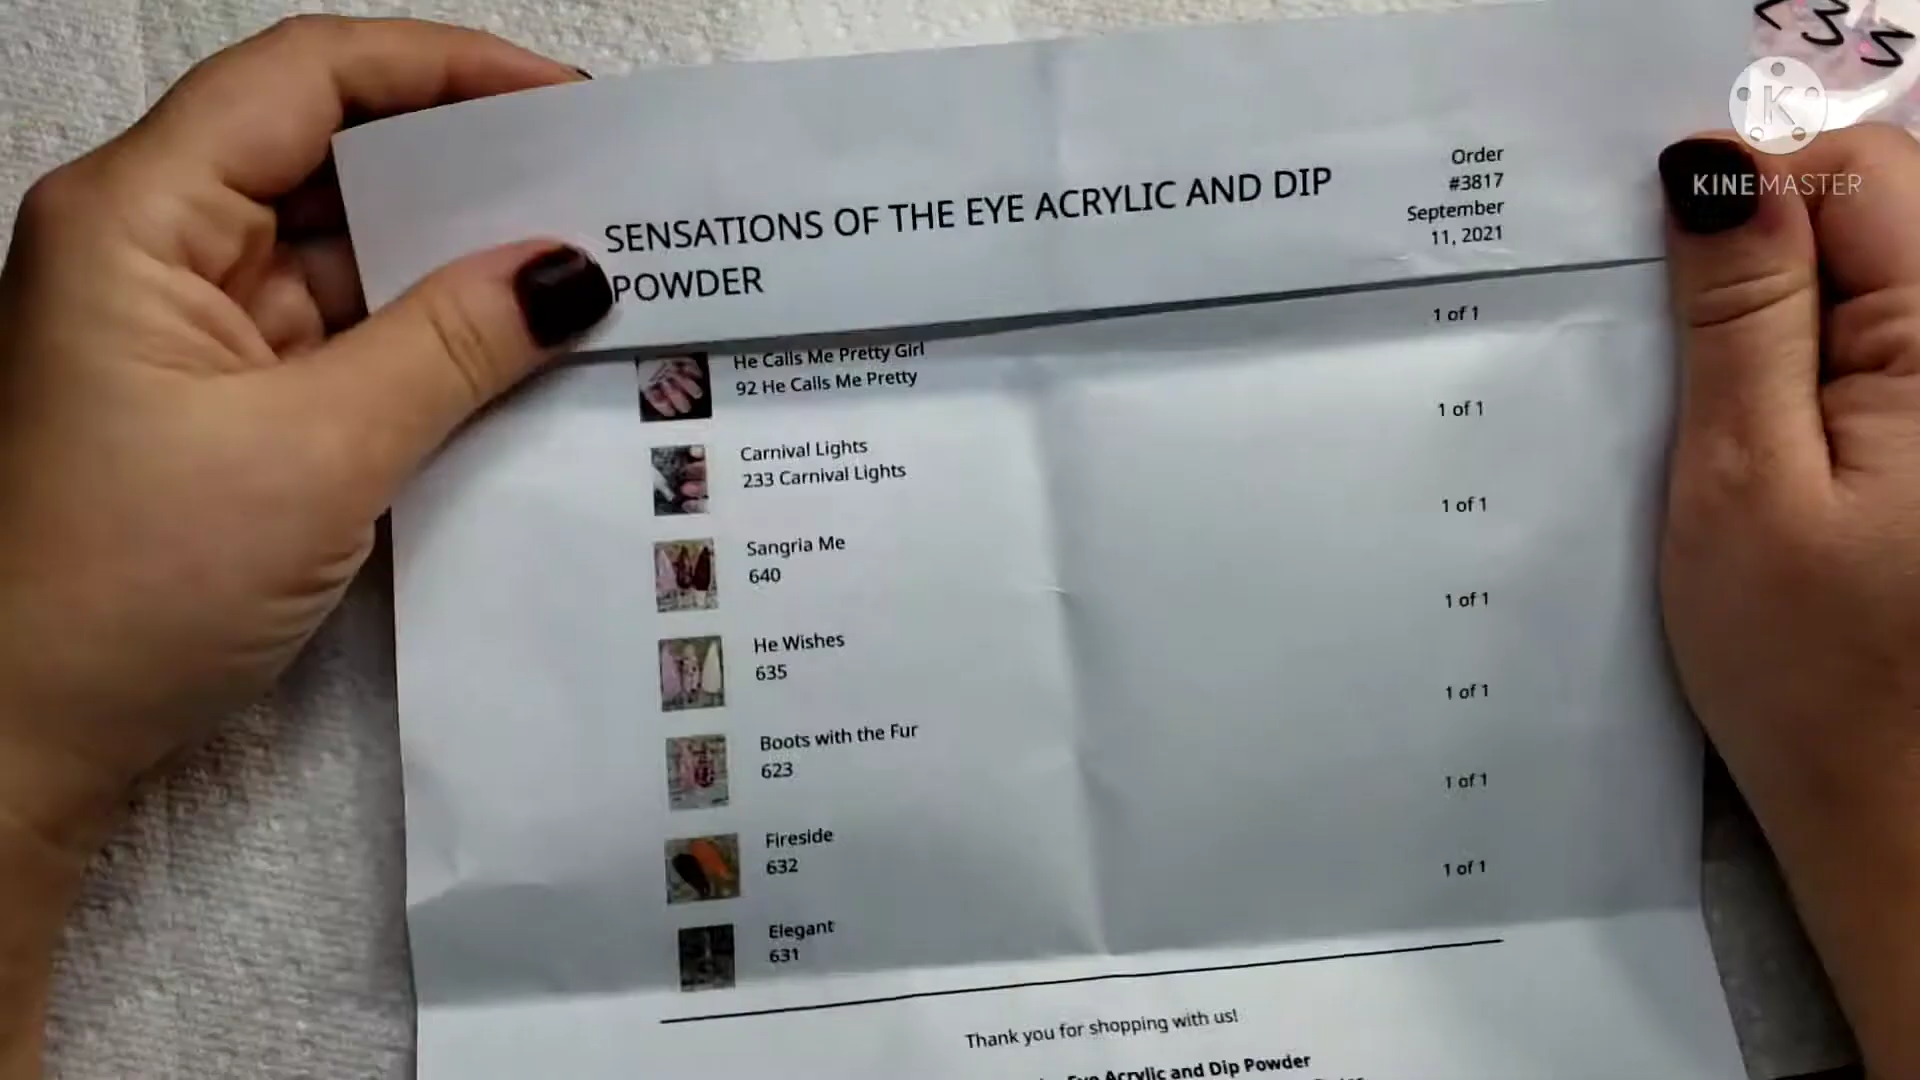 Order
#3817
September
11, 2021
SENSATIONS OF THE EYE ACRYLIC AND DIP
POWDER
KINEMASTER
1 of 1
He Calls Me Pretty Girl
92 He Calls Me Pretty
1 of 1
Carnival Lights
233 Carnival Lights
1 of 1
Sangria Me
640
1 of 1
He Wishes
635
1 of 1
Boots with the Fur
623
1 of 1
Fireside
632
1 of 1
Elegant
631
Thank you for shopping with us!
Eye Acrylic and Dip Powder